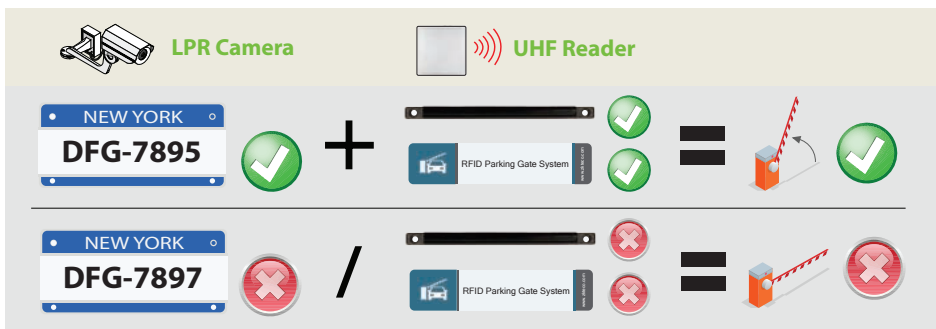 LPR Camera
UHF Reader
NEW YORK
DFG-7895
+
RFID Parking Gate System
=
NEW YORK
DFG-7897
/
RFID Parking Gate System
=